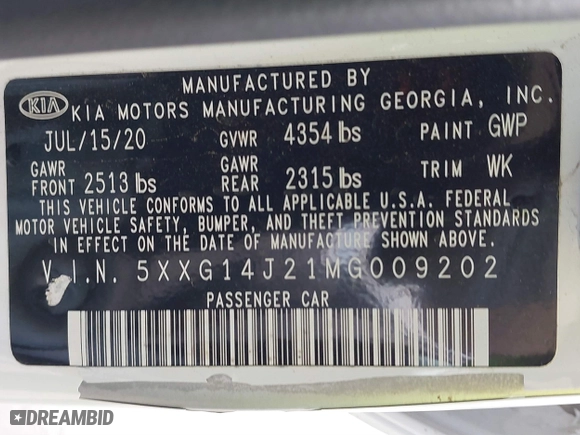 MANUFACTURED BY
KIA KIA MOTORS MANUFACTURING GEORGIA, INC.
JUL/15/20 GVWR 4354 lbs PAINT GWP
GAWR FRONT 2513 lbs GAWR REAR 2315 lbs TRIM WK
THIS VEHICLE CONFORMS TO ALL APPLICABLE U.S.A. FEDERAL
MOTOR VEHICLE SAFETY, BUMPER, AND THEFT PREVENTION STANDARDS
IN EFFECT ON THE DATE OF MANUFACTURE SHOWN ABOVE.
V.I.N. 5XXG14J21MG009202
PASSENGER CAR
DREAMBID